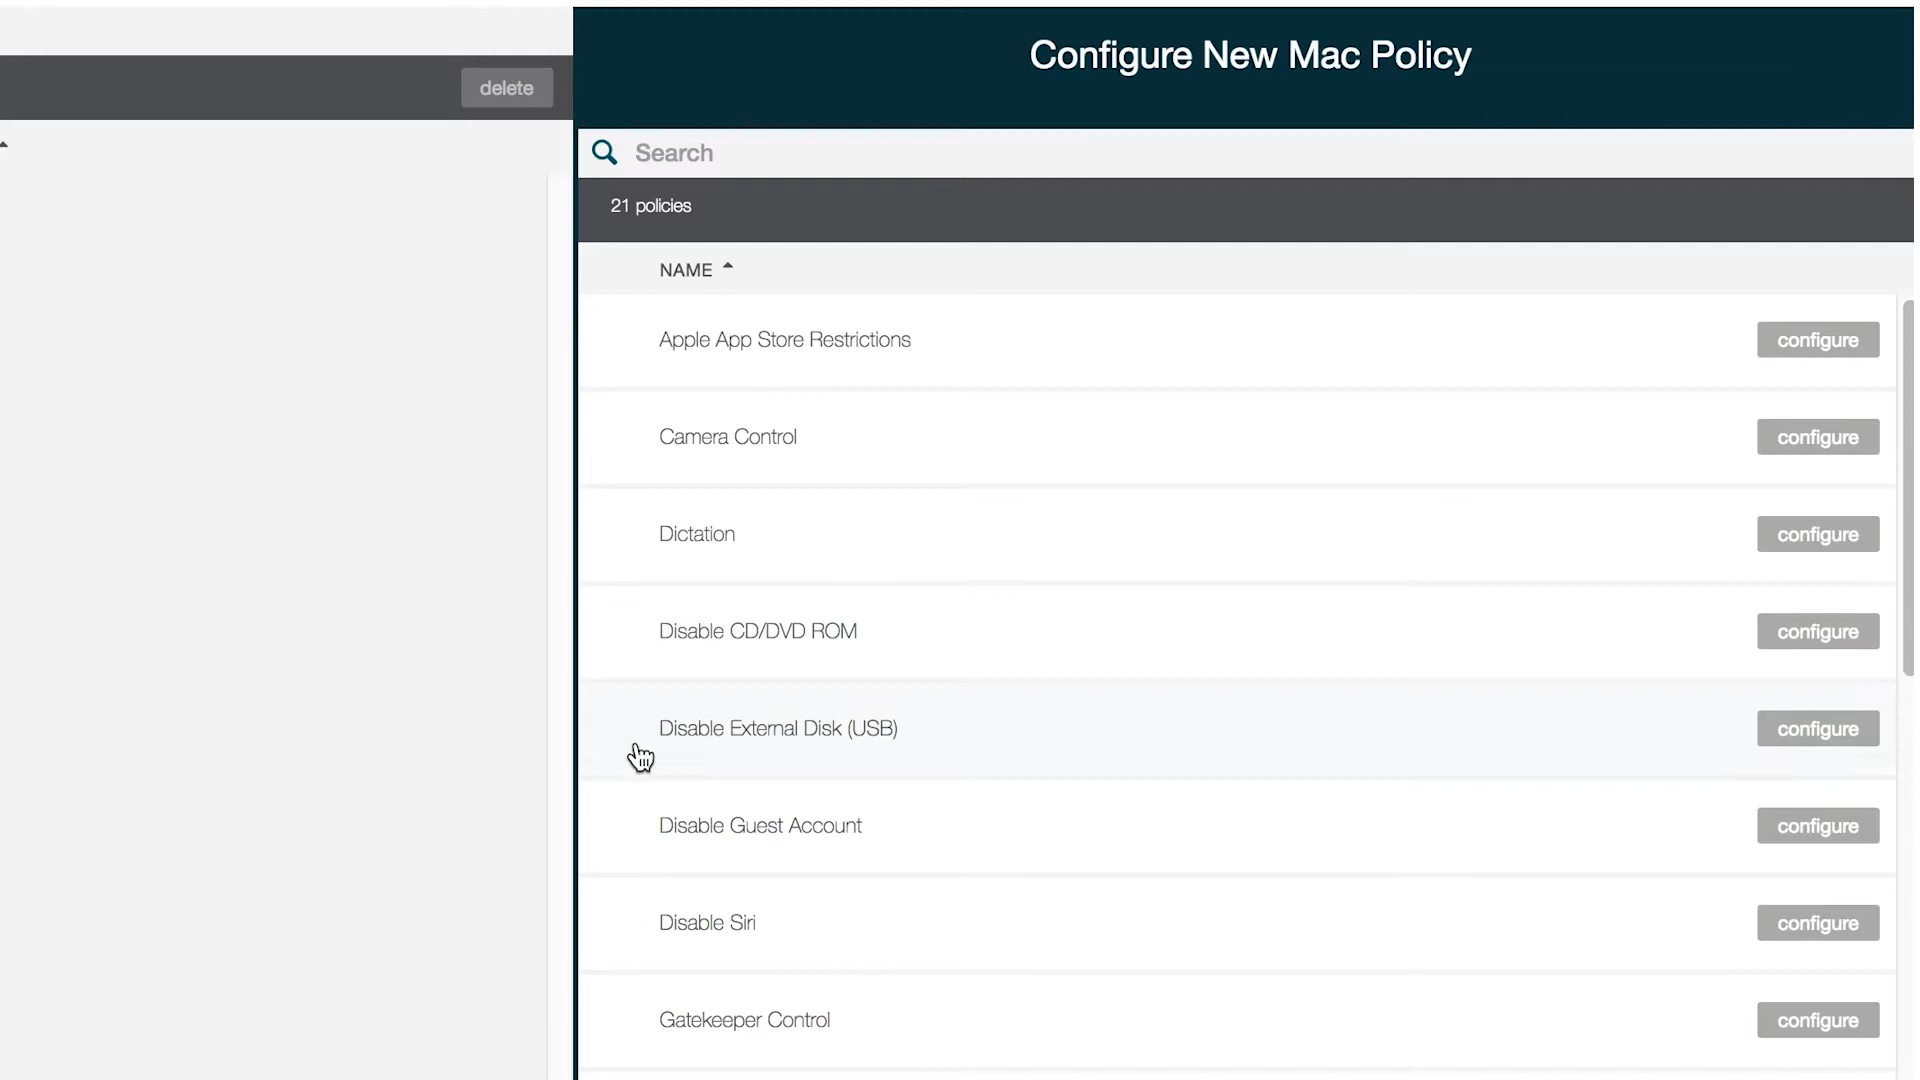 Configure New Mac Policy
delete
Search
21 policies
NAME
Apple App Store Restrictions configure
Camera Control configure
Dictation configure
Disable CD/DVD ROM configure
Disable External Disk (USB) configure
Disable Guest Account configure
Disable Siri configure
Gatekeeper Control configure